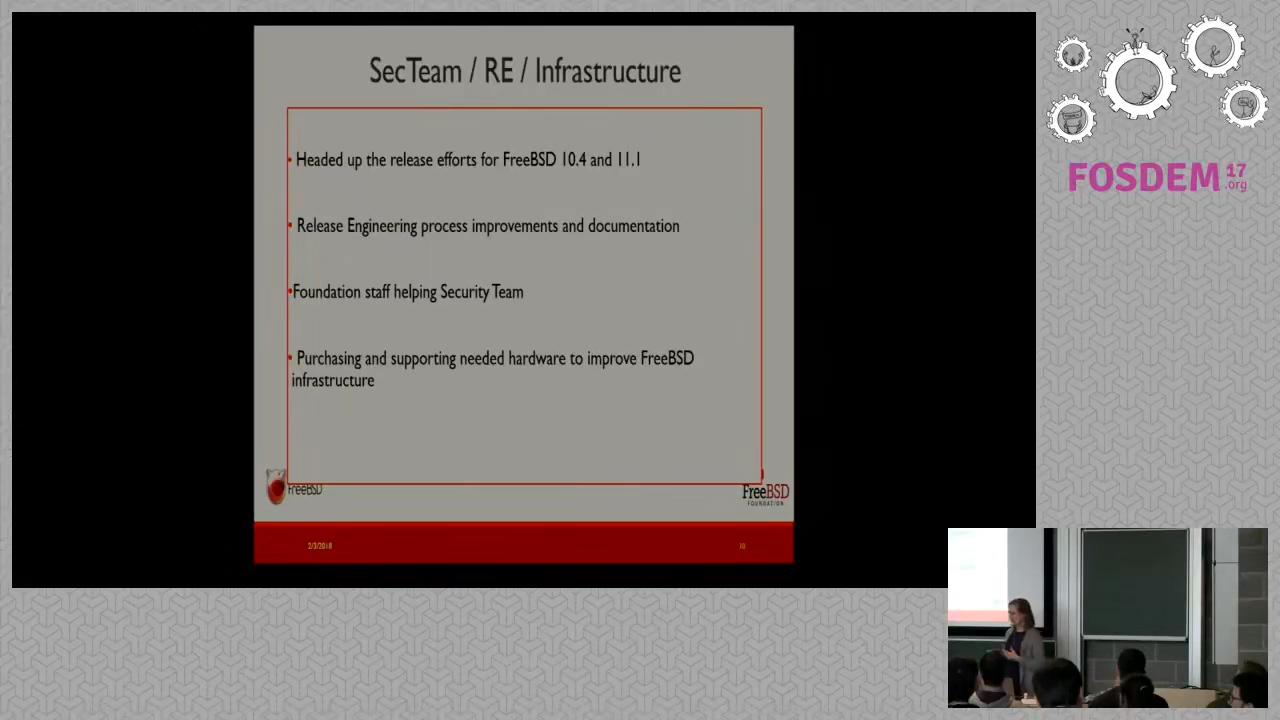 SecTeam / RE / Infrastructure
• Headed up the release efforts for FreeBSD 10.4 and 11.1
• Release Engineering process improvements and documentation
•Foundation staff helping Security Team
• Purchasing and supporting needed hardware to improve FreeBSD
infrastructure
FreeBSD
FreeBSD
FOUNDATION
2/3/2018
10
FOSDEM 17
.org